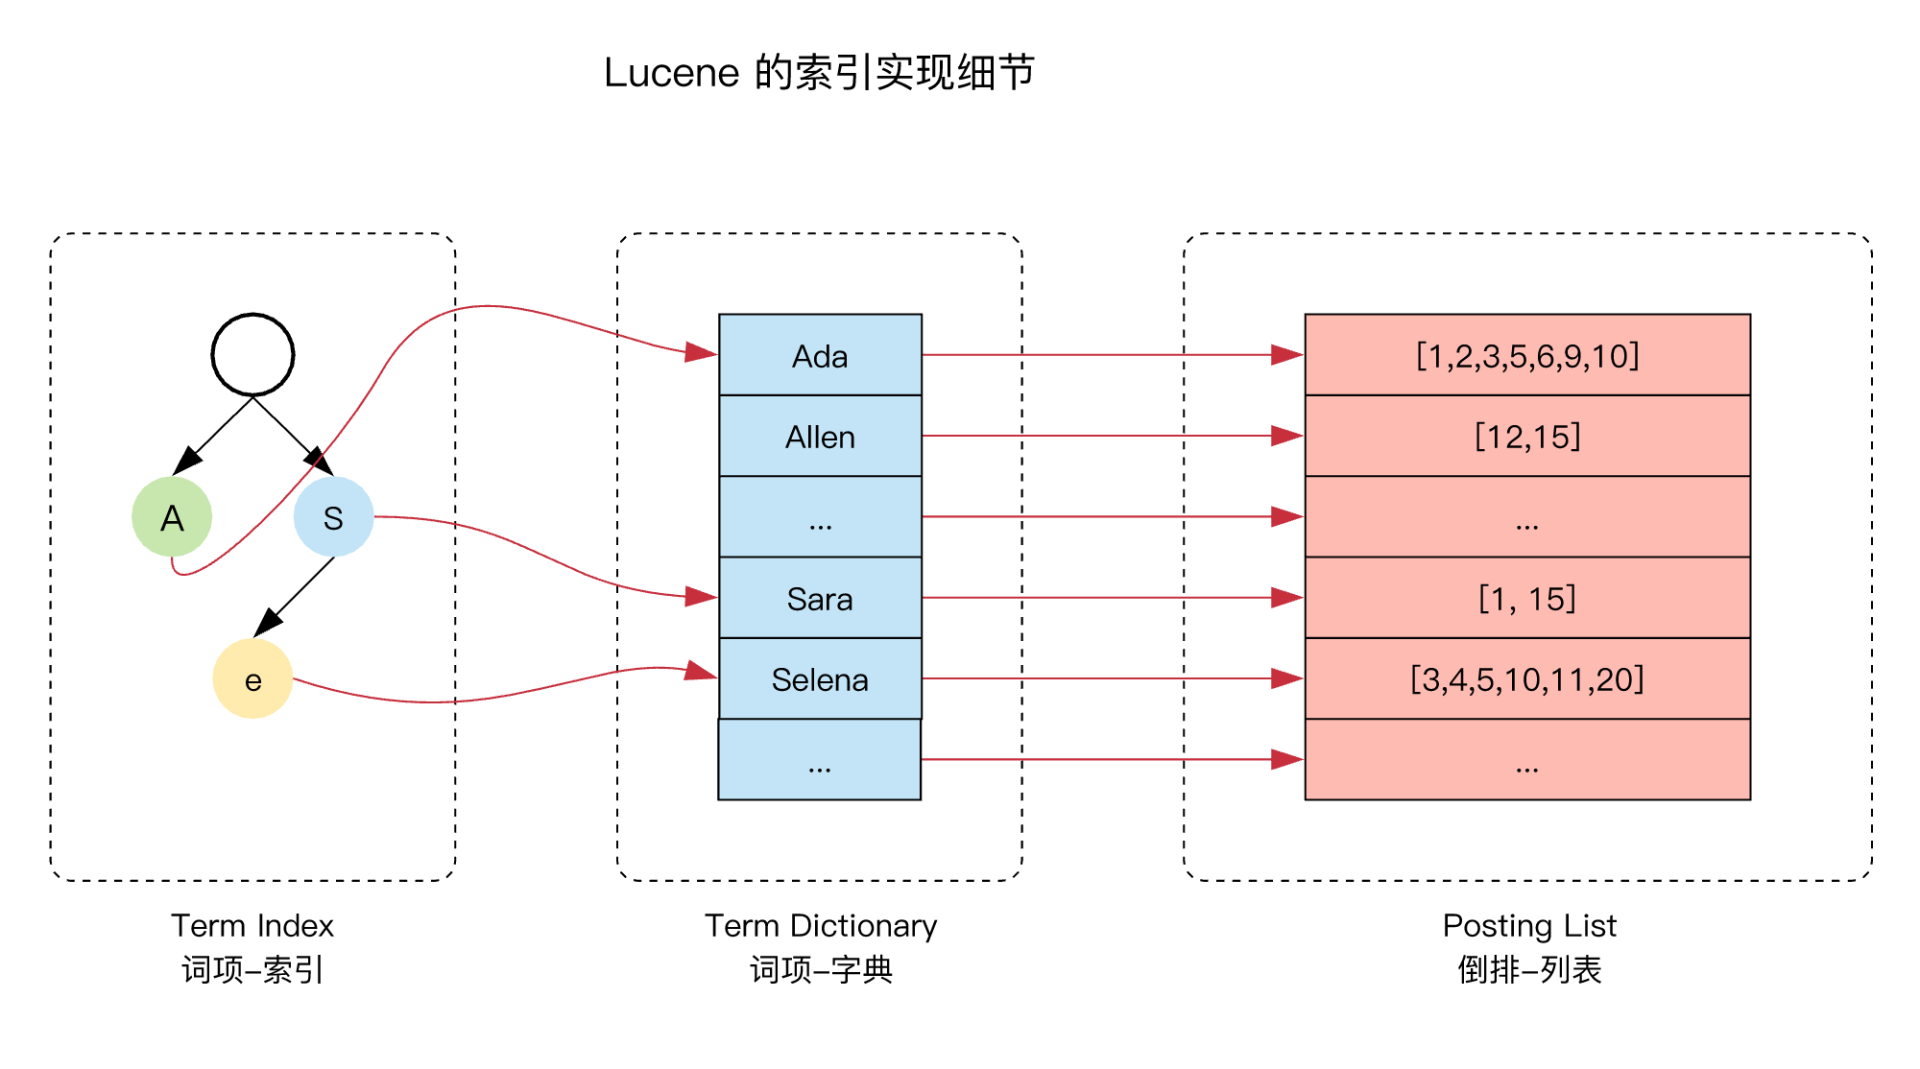 Lucene 的索引实现细节
A
S
e
Ada
Allen
...
Sara
Selena
...
[1,2,3,5,6,9,10]
[12,15]
...
[1, 15]
[3,4,5,10,11,20]
...
Term Index
词项-索引
Term Dictionary
词项-字典
Posting List
倒排-列表